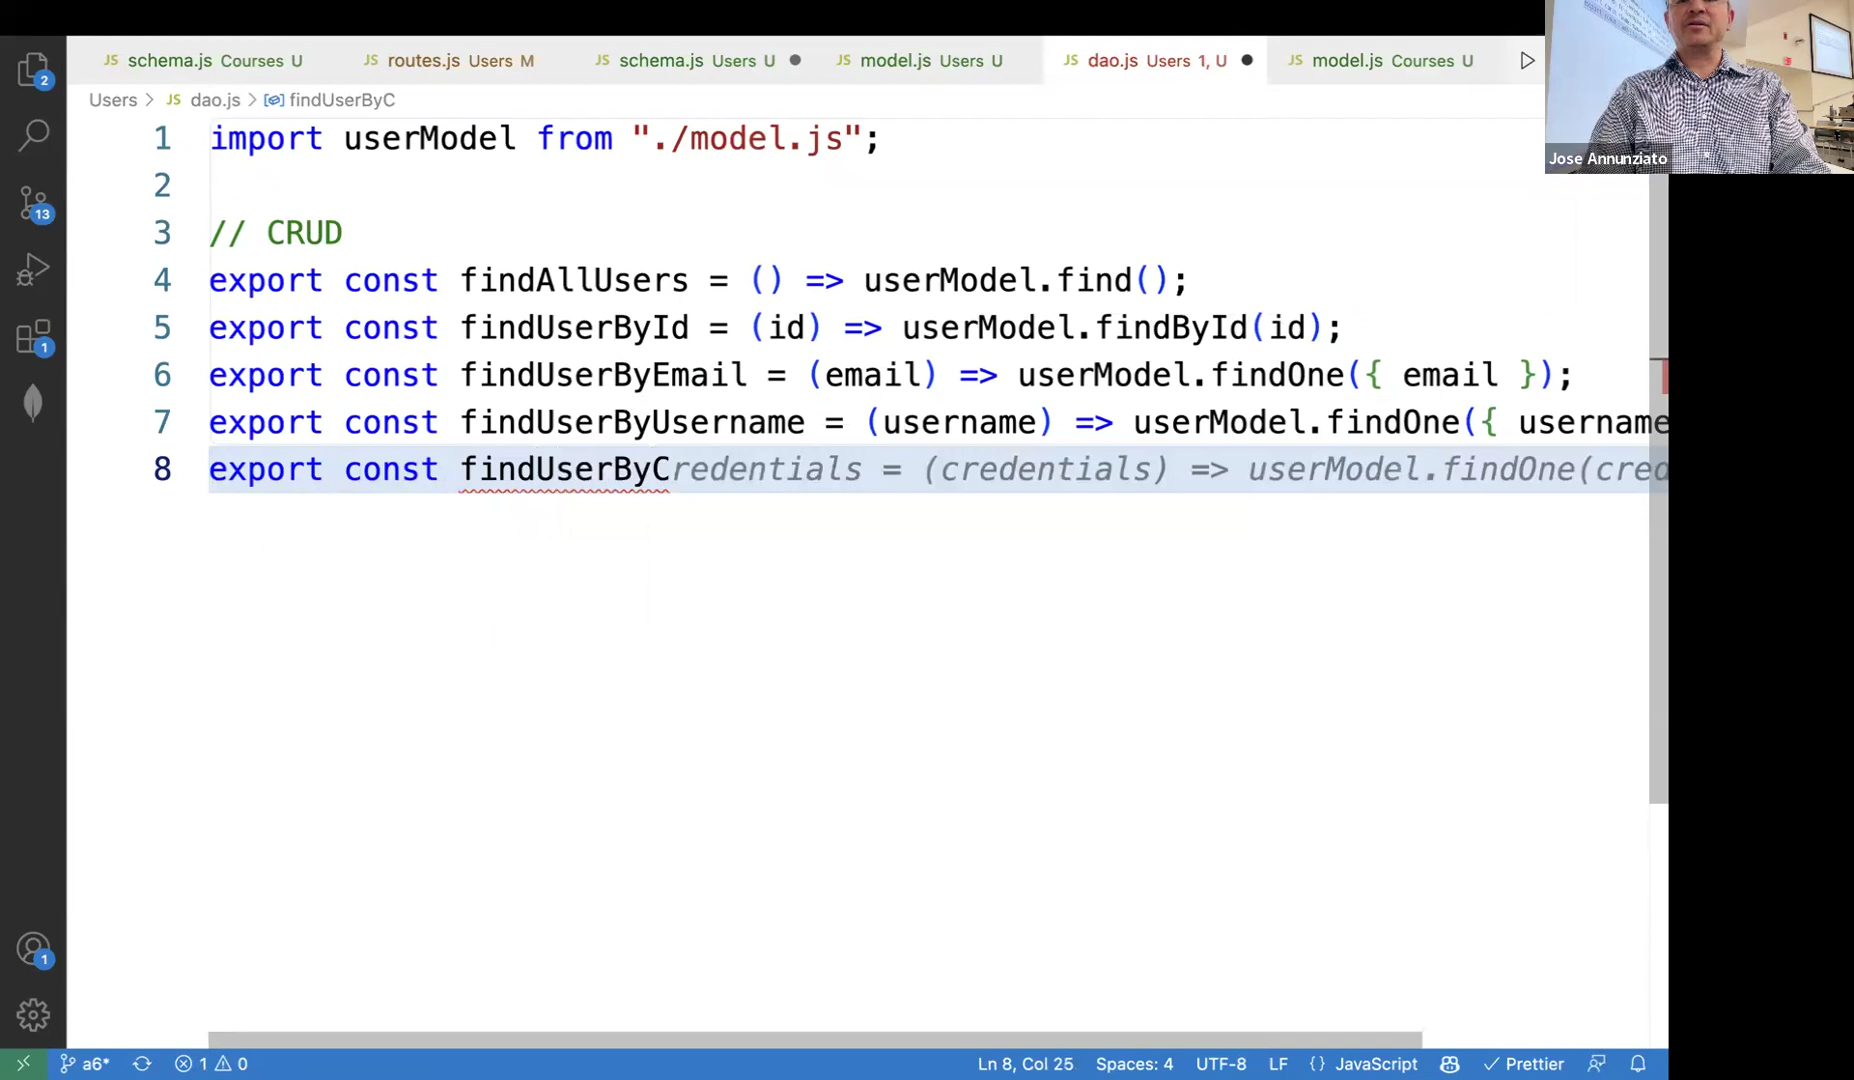 JS schema.js Courses U JS routes.js Users M JS schema.js Users U JS model.js Users U JS dao.js Users 1, U JS model.js Courses U
Users > JS dao.js > findUserByC
1 import userModel from "./model.js";
2
3 // CRUD
4 export const findAllUsers = () => userModel.find();
5 export const findUserById = (id) => userModel.findById(id);
6 export const findUserByEmail = (email) => userModel.findOne({ email });
7 export const findUserByUsername = (username) => userModel.findOne({ username
8 export const findUserByCredentials = (credentials) => userModel.findOne(cred
Jose Annunziato
2
13
1
1
a6* 1 0 Ln 8, Col 25 Spaces: 4 UTF-8 LF {} JavaScript Prettier